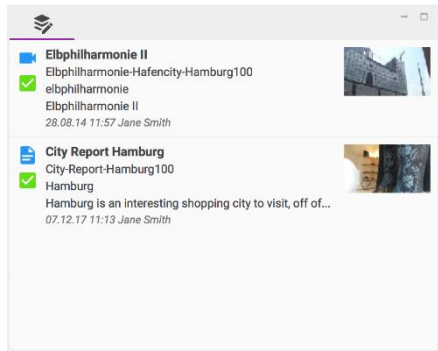 Elbphilharmonie II
Elbphilharmonie-Hafencity-Hamburg100
elbphilharmonie
Elbphilharmonie II
28.08.14 11:57 Jane Smith
City Report Hamburg
City-Report-Hamburg100
Hamburg
Hamburg is an interesting shopping city to visit, off of...
07.12.17 11:13 Jane Smith